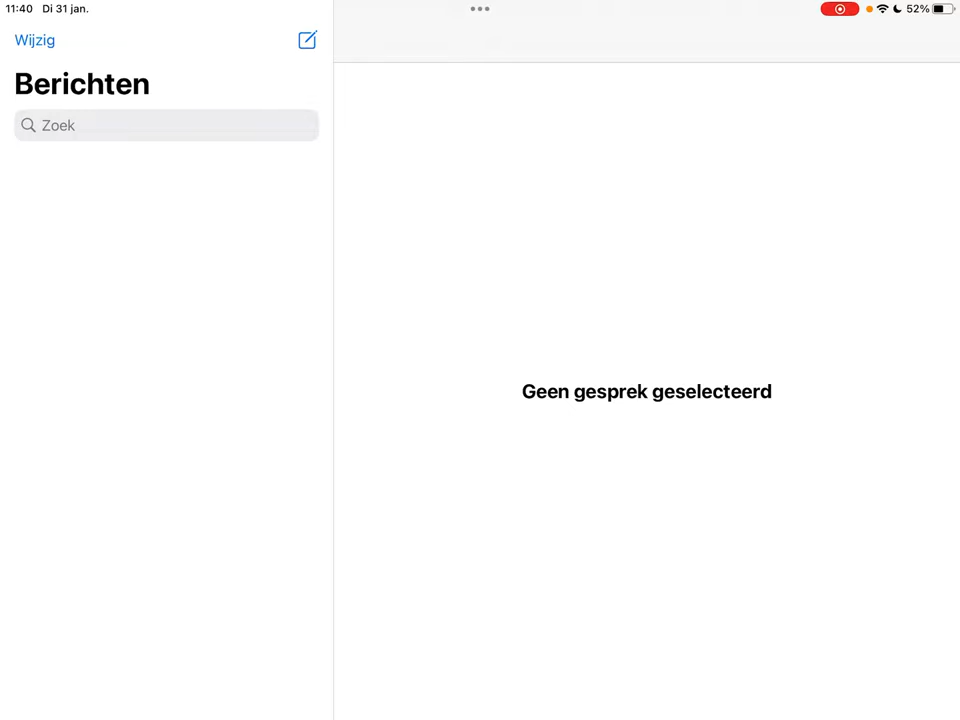 11:40 Di 31 jan.
52%
Wijzig
Berichten
Zoek
Geen gesprek geselecteerd